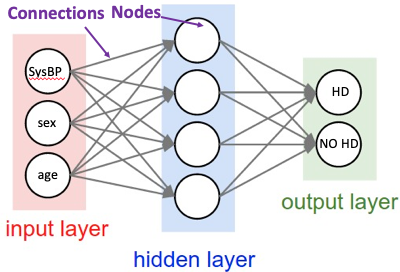 Connections Nodes
SysBP
sex
age
HD
NO HD
input layer
hidden layer
output layer